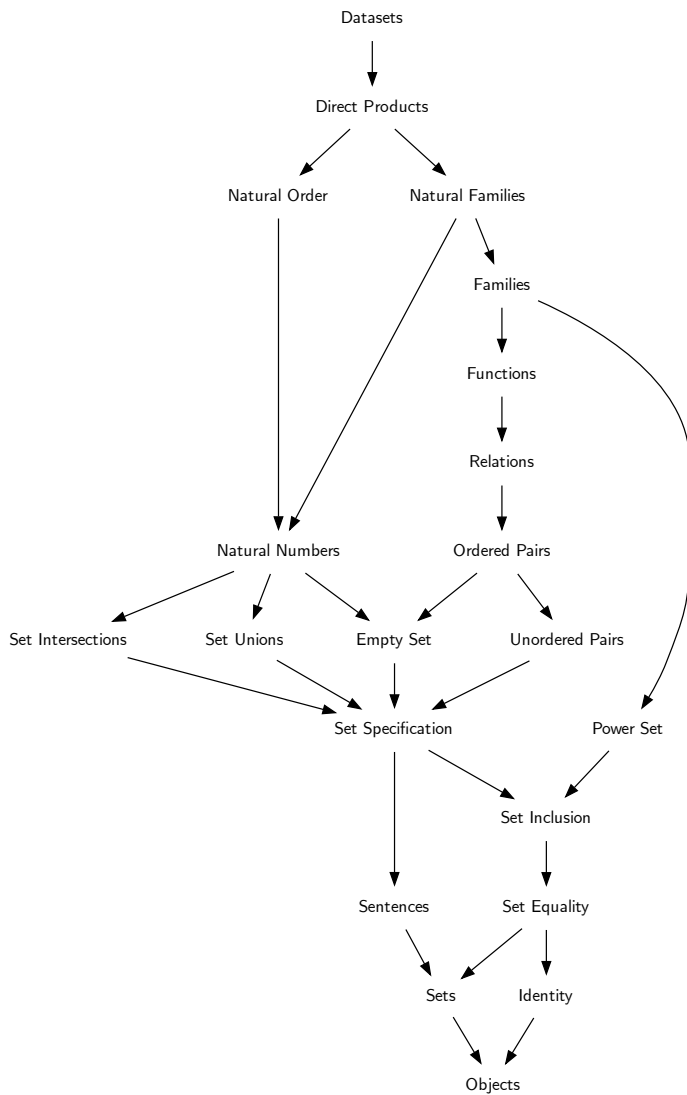 Datasets
Direct Products
Natural Order
Natural Families
Families
Functions
Relations
Natural Numbers
Ordered Pairs
Set Intersections
Set Unions
Empty Set
Unordered Pairs
Set Specification
Power Set
Set Inclusion
Sentences
Set Equality
Sets
Identity
Objects